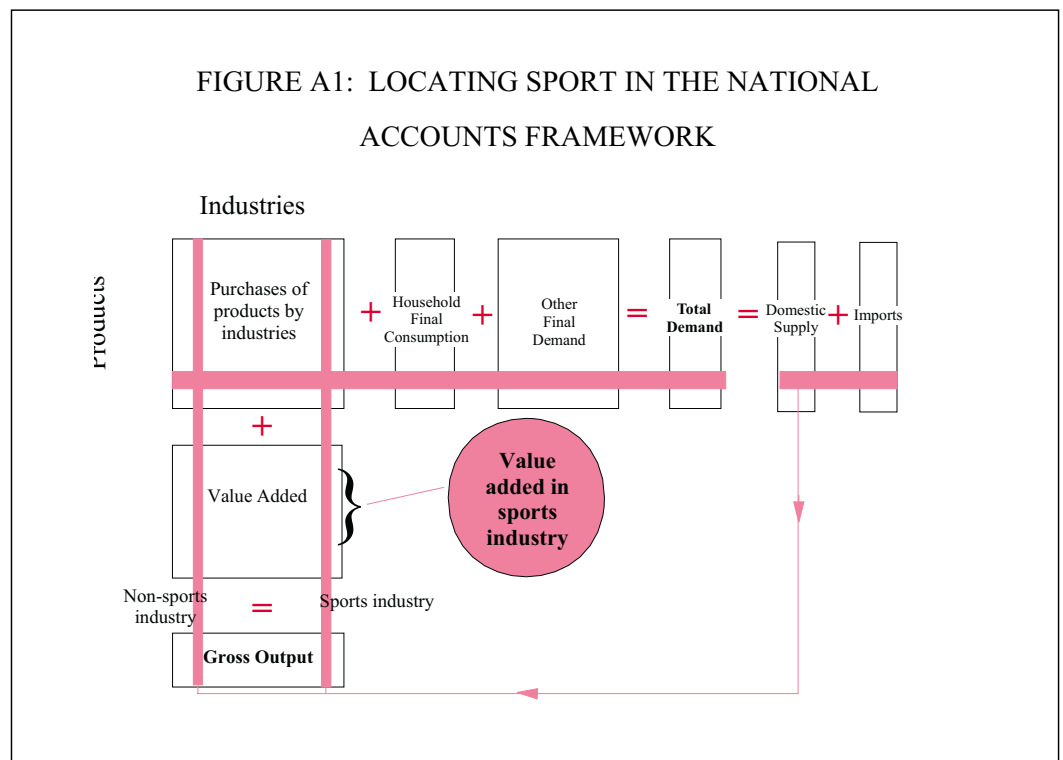 FIGURE A1: LOCATING SPORT IN THE NATIONAL
ACCOUNTS FRAMEWORK
Industries
Products
Purchases of
products by
industries
+
Household
Final
Consumption
+
Other
Final
Demand
=
Total
Demand
=
Domestic
Supply
+
Imports
+
Value Added
}
Value
added in
sports
industry
Non-sports
industry
=
Sports industry
Gross Output